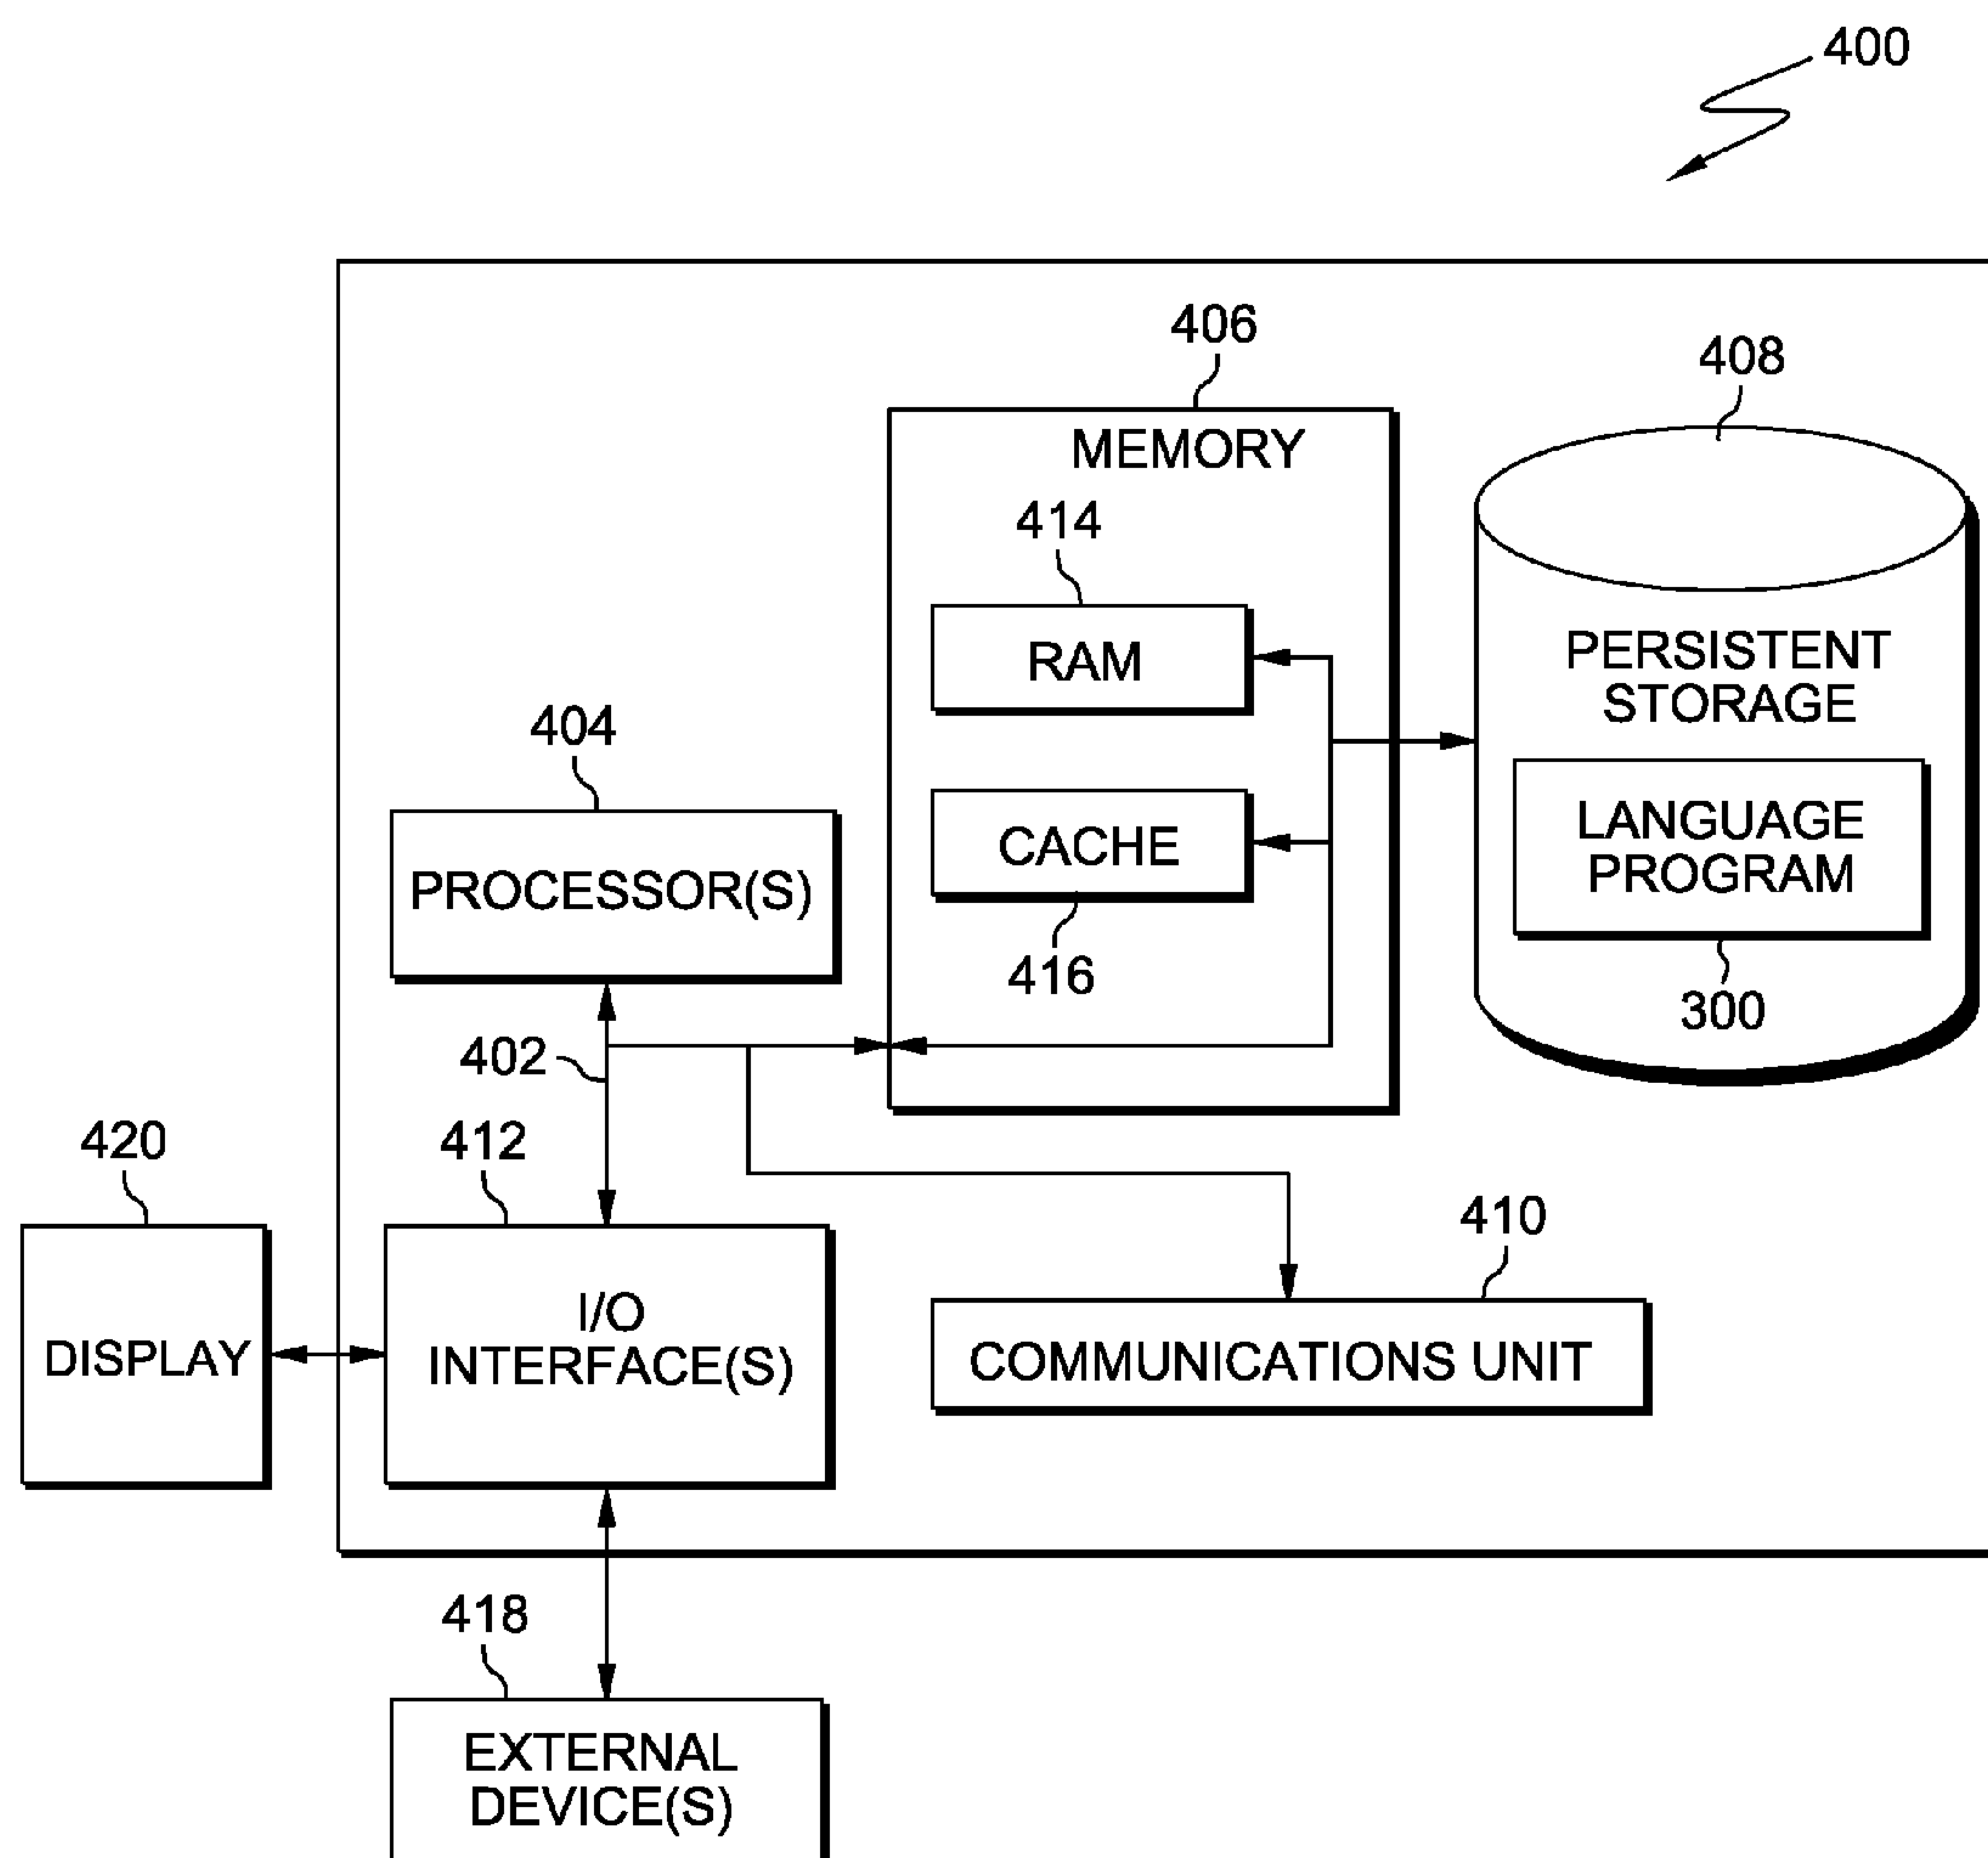 400
406
408
MEMORY
414
RAM
PERSISTENT
STORAGE
404
LANGUAGE
PROGRAM
CACHE
PROCESSOR(S)
416
300
402
420
412
410
I/O
INTERFACE(S)
DISPLAY
COMMUNICATIONS UNIT
418
EXTERNAL
DEVICE(S)